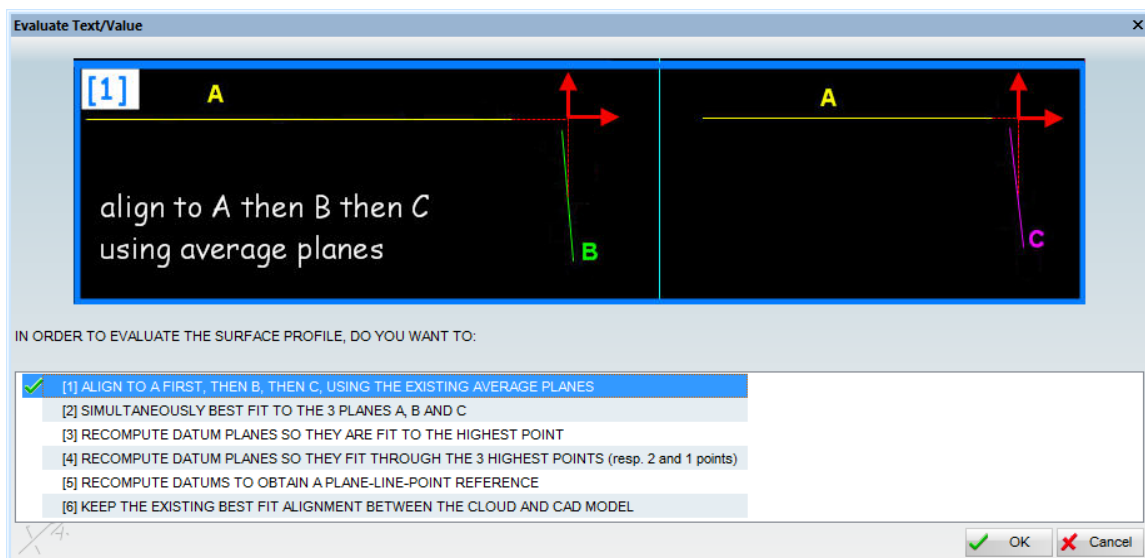 Evaluate Text/Value
[1]
A
A
align to A then B then C
using average planes
B
C
IN ORDER TO EVALUATE THE SURFACE PROFILE, DO YOU WANT TO:
[1] ALIGN TO A FIRST, THEN B, THEN C, USING THE EXISTING AVERAGE PLANES
[2] SIMULTANEOUSLY BEST FIT TO THE 3 PLANES A, B AND C
[3] RECOMPUTE DATUM PLANES SO THEY ARE FIT TO THE HIGHEST POINT
[4] RECOMPUTE DATUM PLANES SO THEY FIT THROUGH THE 3 HIGHEST POINTS (resp. 2 and 1 points)
[5] RECOMPUTE DATUMS TO OBTAIN A PLANE-LINE-POINT REFERENCE
[6] KEEP THE EXISTING BEST FIT ALIGNMENT BETWEEN THE CLOUD AND CAD MODEL
OK
Cancel